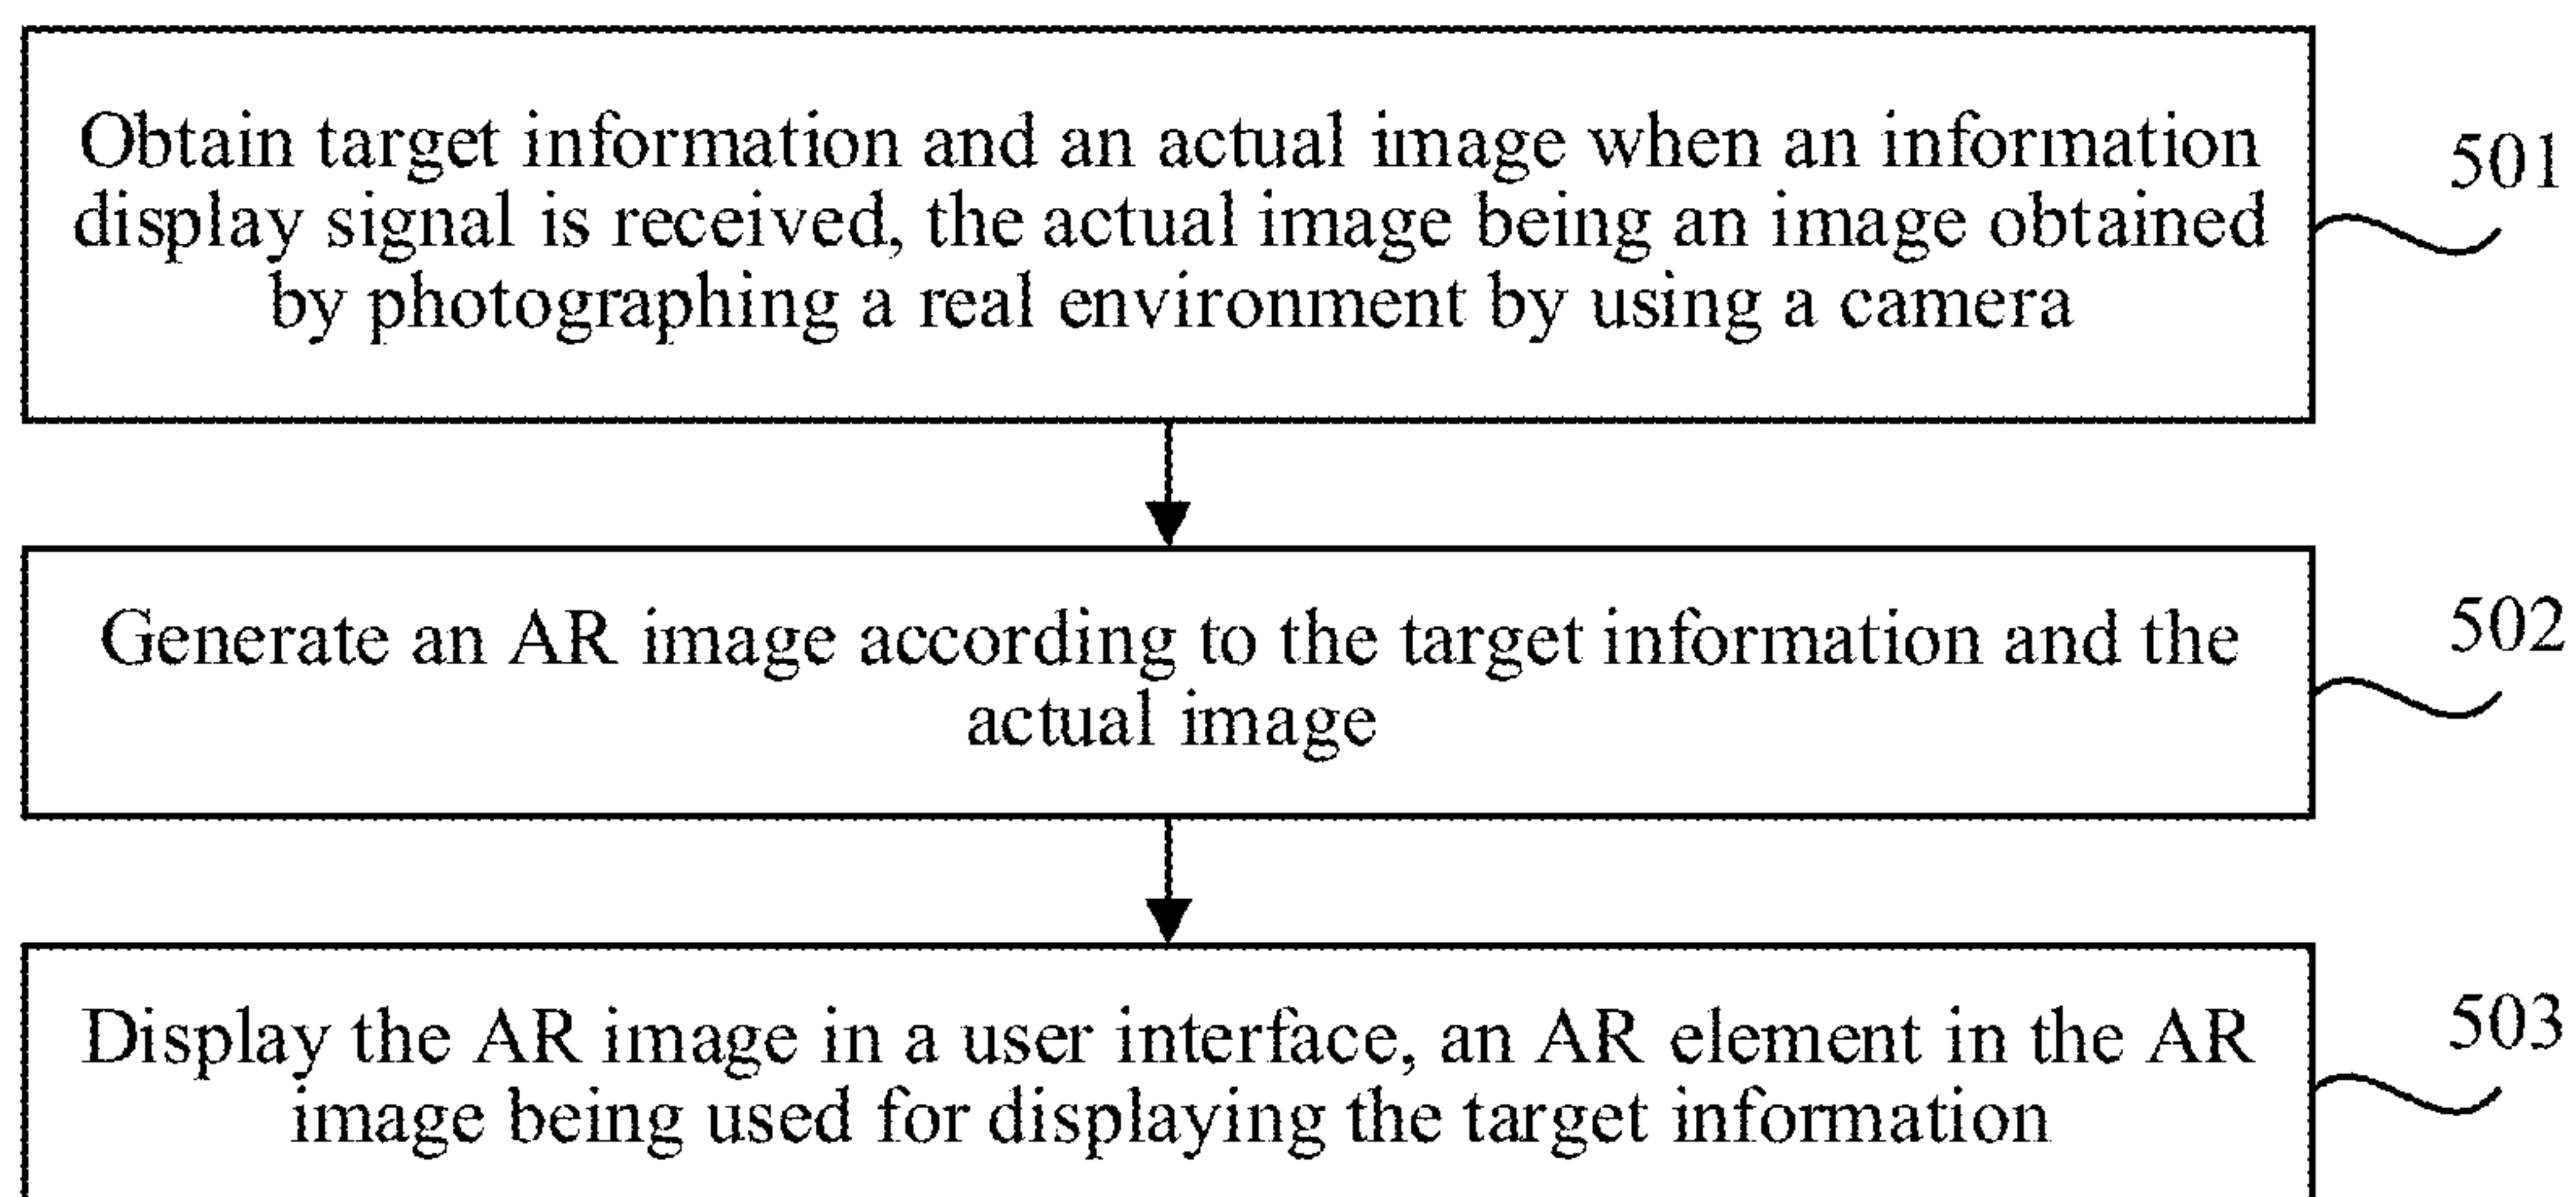 Obtain target information and an actual image when an information
display signal is received, the actual image being an image obtained
by photographing a real environment by using a camera
501
Generate an AR image according to the target information and the
actual image
502
Display the AR image in a user interface, an AR element in the AR
image being used for displaying the target information
503